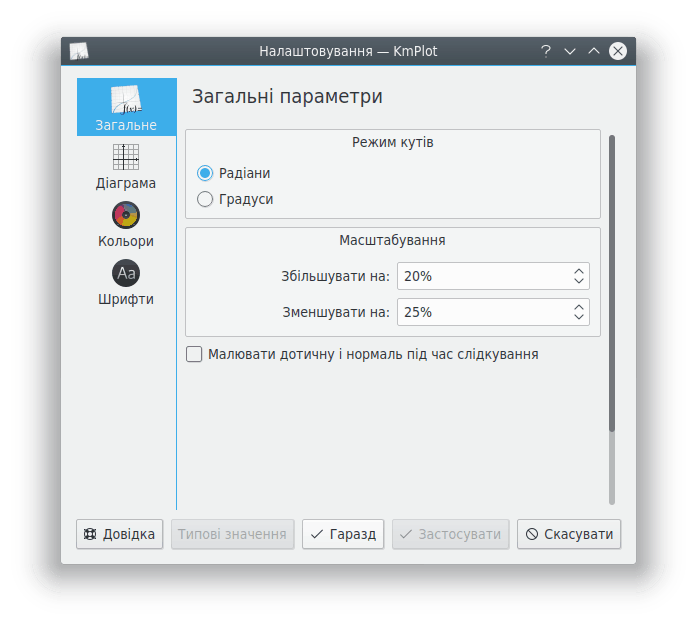 Налаштовування — KmPlot
f(x)=
Загальне
Діаграма
Кольори
Aa
Шрифти
Загальні параметри
Режим кутів
Радіани
Градуси
Масштабування
Збільшувати на: 20%
Зменшувати на: 25%
Малювати дотичну і нормаль під час слідкування
Довідка Типові значення Гаразд Застосувати Скасувати